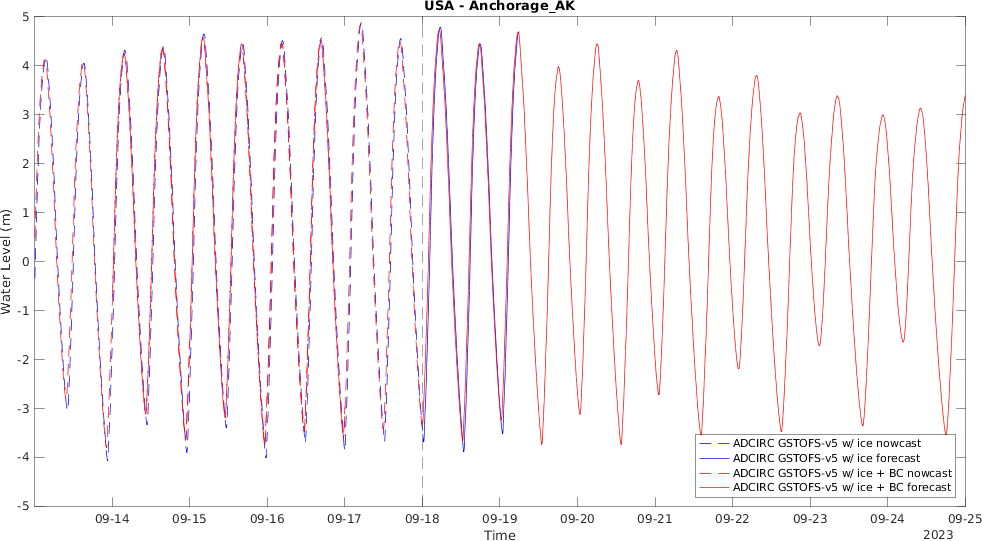 USA - Anchorage_AK
5
4
3
2
1
0
-1
-2
-3
-4
-5
Water Level (m)
ADCIRC GSTOFS-v5 w/ ice nowcast
ADCIRC GSTOFS-v5 w/ ice forecast
ADCIRC GSTOFS-v5 w/ ice + BC nowcast
ADCIRC GSTOFS-v5 w/ ice + BC forecast
09-14 09-15 09-16 09-17 09-18 09-19 09-20 09-21 09-22 09-23 09-24 09-25
Time
2023